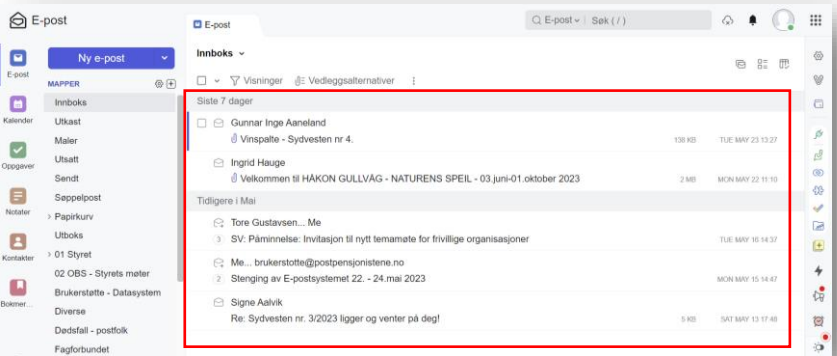 E-post
E-post
E-post
Søk ( / )
E-post
Kalender
Oppgaver
Notater
Kontakter
Bokmer...
Ny e-post
MAPPER
Innboks
Utkast
Maler
Utsatt
Sendt
Søppelpost
Papirkurv
Utboks
01 Styret
02 OBS - Styrets møter
Brukerstøtte - Datasystem
Diverse
Dødsfall - postfolk
Fagforbundet
Innboks
Visninger Vedleggsalternativer
Siste 7 dager
Gunnar Inge Aaneland
Vinspalte - Sydvesten nr 4. 138 KB TUE MAY 23 13:27
Ingrid Hauge
Velkommen til HÅKON GULLVÅG - NATURENS SPEIL - 03.juni-01.oktober 2023 2 MB MON MAY 22 11:10
Tidligere i Mai
Tore Gustavsen... Me
3 SV: Påminnelse: Invitasjon til nytt temamøte for frivillige organisasjoner TUE MAY 16 14:37
Me... brukerstotte@postpensjonistene.no
2 Stenging av E-postsystemet 22. - 24.mai 2023 MON MAY 15 14:47
Signe Aalvik
Re: Sydvesten nr. 3/2023 ligger og venter på deg! 5 KB SAT MAY 13 17:48